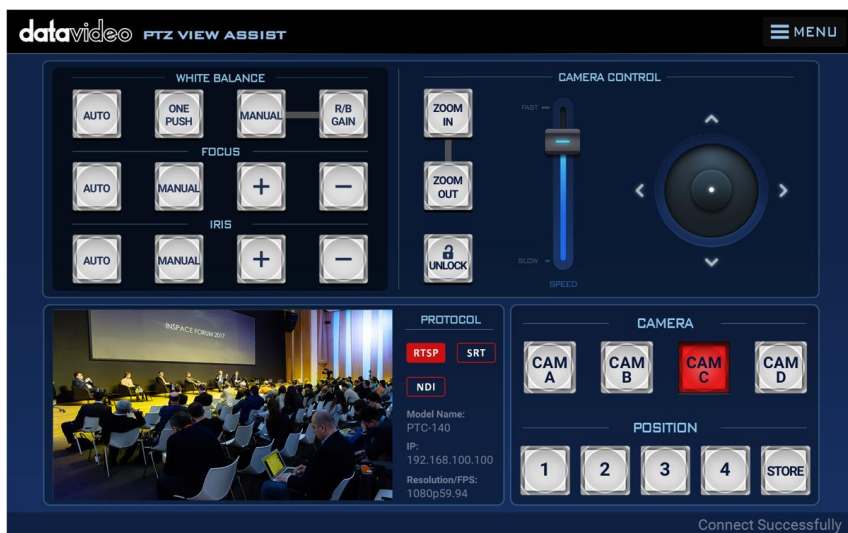 datavideo PTZ VIEW ASSIST
MENU
WHITE BALANCE
AUTO
ONE PUSH
MANUAL
R/B GAIN
FOCUS
AUTO
MANUAL
+
−
IRIS
AUTO
MANUAL
+
−
CAMERA CONTROL
ZOOM IN
ZOOM OUT
UNLOCK
FAST
SLOW
SPEED
INSPACE FORUM 2017
PROTOCOL
RTSP
SRT
NDI
Model Name:
PTC-140
IP:
192.168.100.100
Resolution/FPS:
1080p59.94
CAMERA
CAM A
CAM B
CAM C
CAM D
POSITION
1
2
3
4
STORE
Connect Successfully